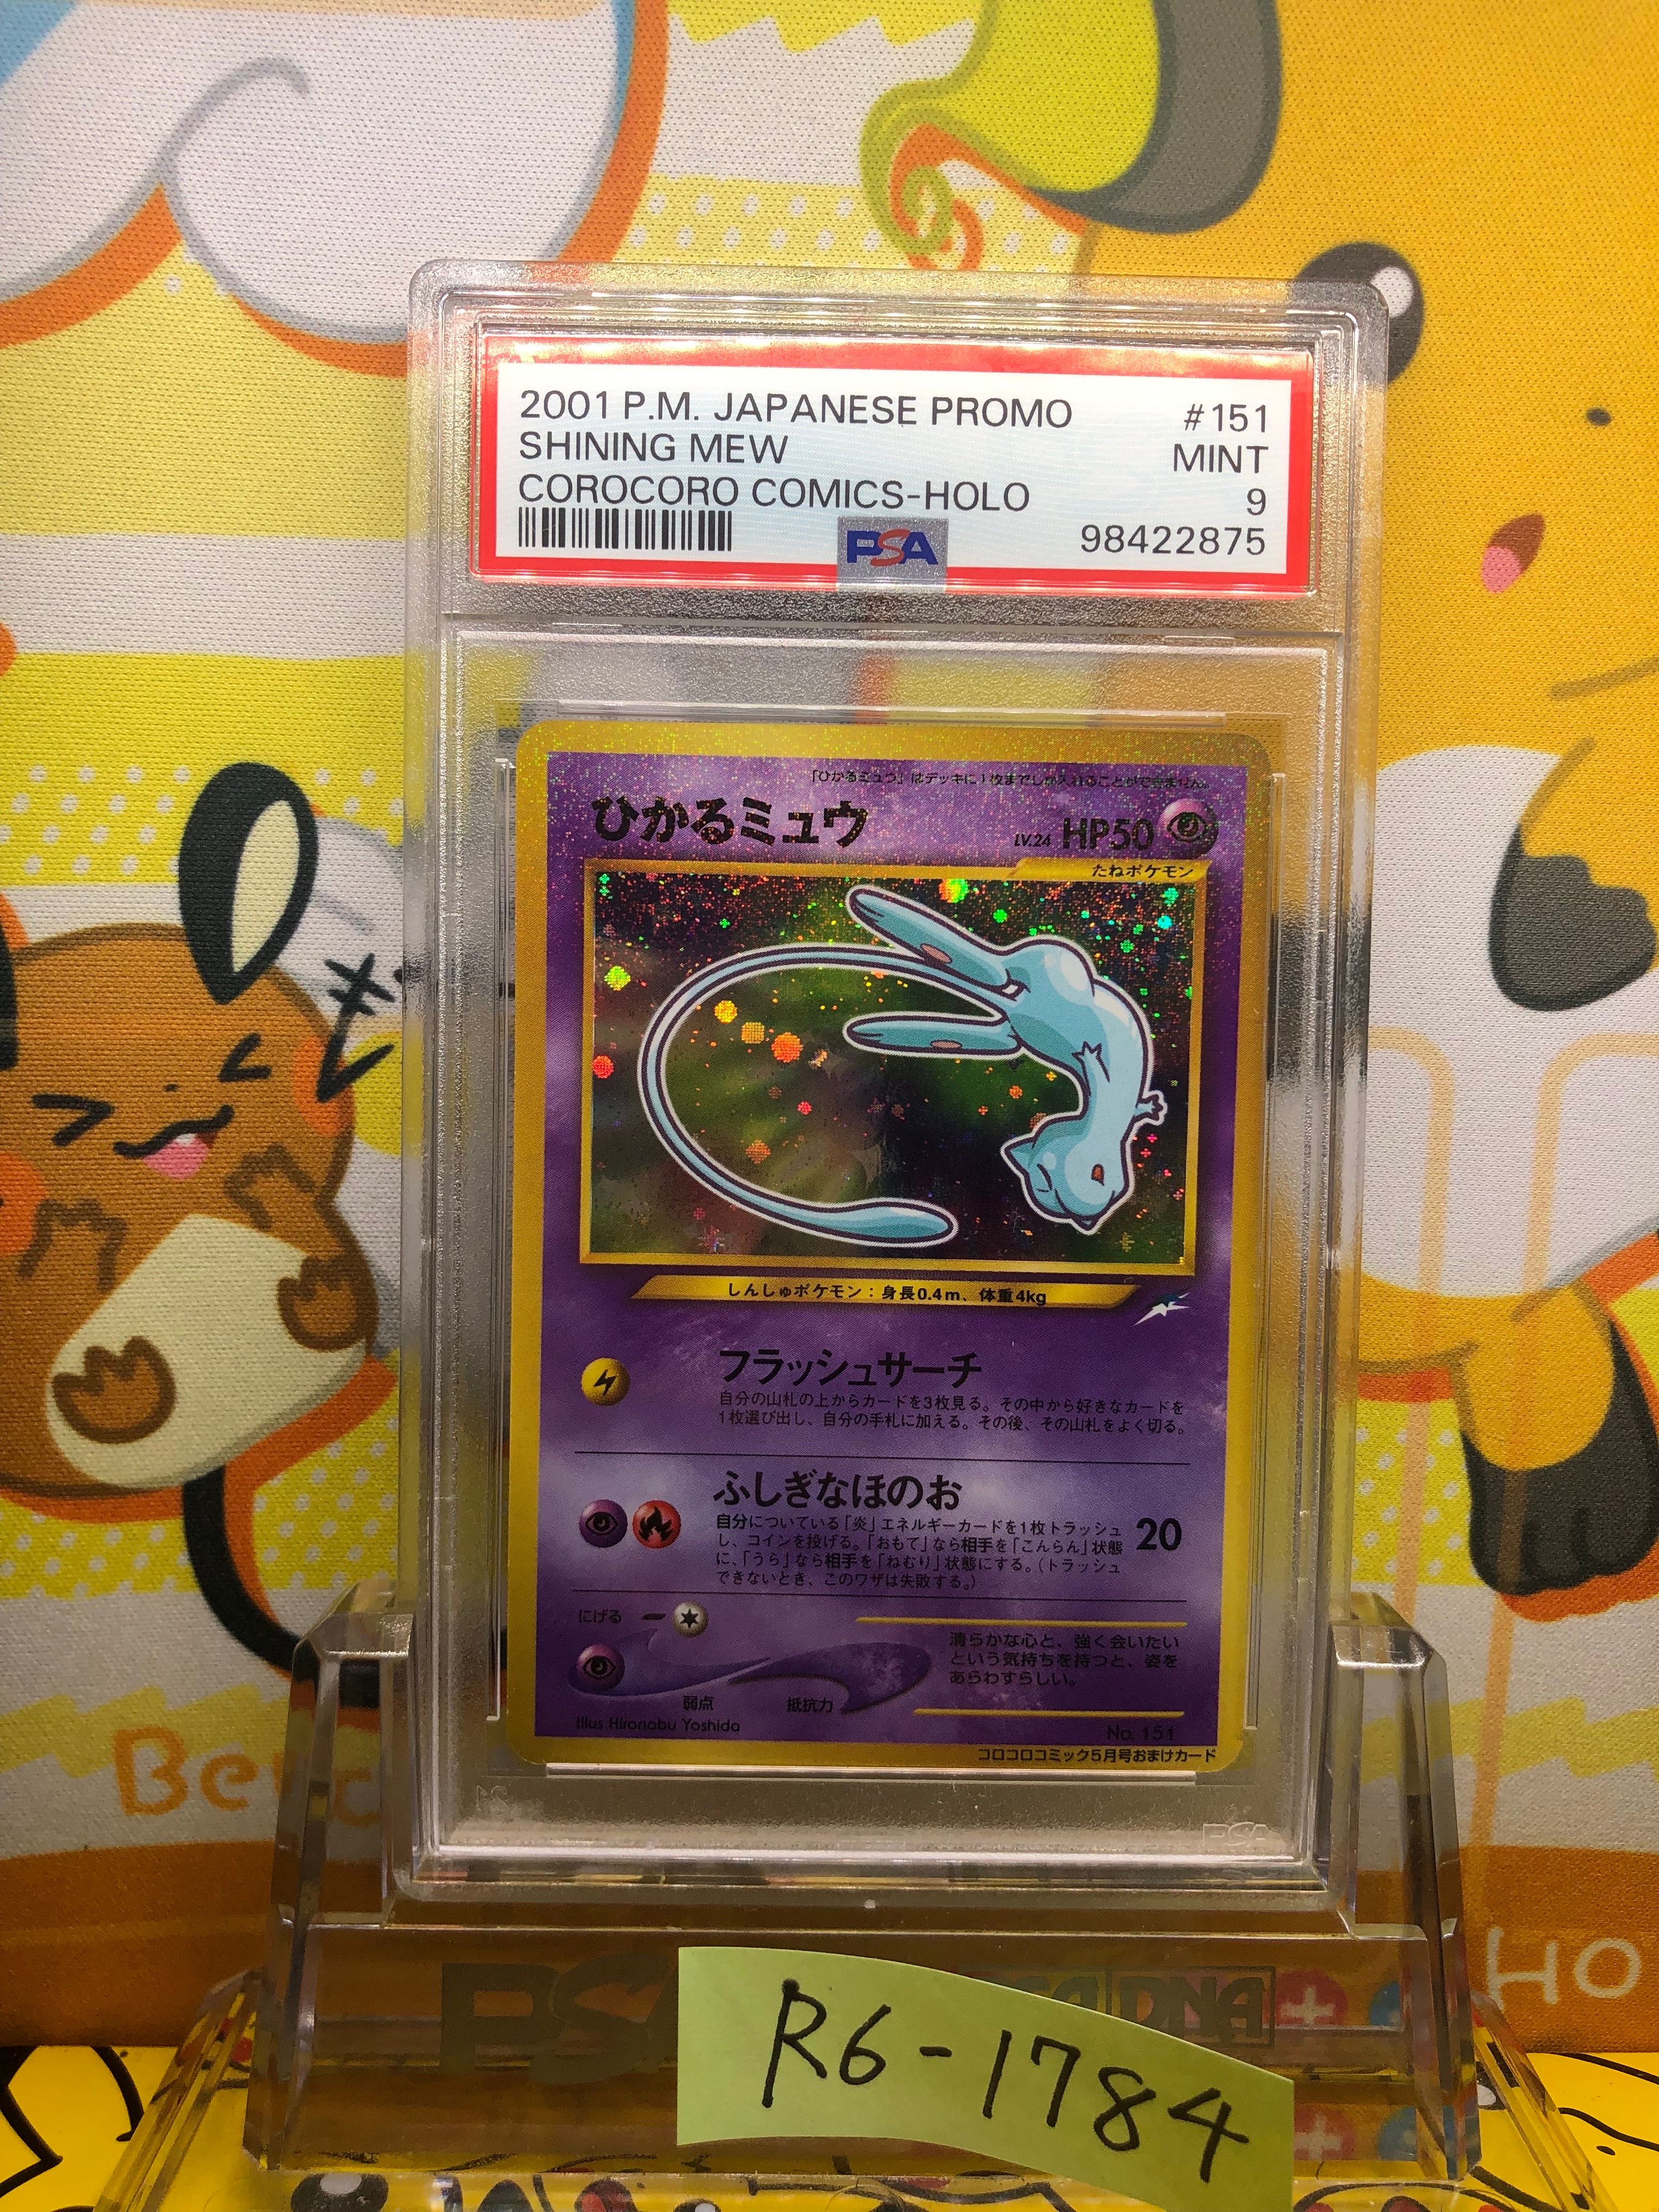 2001 P.M. JAPANESE PROMO #151
SHINING MEW MINT
COROCORO COMICS-HOLO 9
PSA 98422875
「ひかるミュウ」はデッキに1枚までしか入れることができません。
ひかるミュウ LV.24 HP50
たねポケモン
しんしゅポケモン：身長0.4m、体重4kg
フラッシュサーチ
自分の山札の上からカードを3枚見る。その中から好きなカードを
1枚選び出し、自分の手札に加える。その後、その山札をよく切る。
ふしぎなほのお 20
自分についている「炎」エネルギーカードを1枚トラッシュ
し、コインを投げる。「おもて」なら相手を「こんらん」状態
に、「うら」なら相手を「ねむり」状態にする。（トラッシュ
できないとき、このワザは失敗する。）
にげる
清らかな心と、強く会いたい
という気持ちを持つと、姿を
あらわすらしい。
弱点 抵抗力
Illus Hironobu Yoshida No. 151
コロコロコミック5月号おまけカード
PSA
PSA DNA
R6-1784